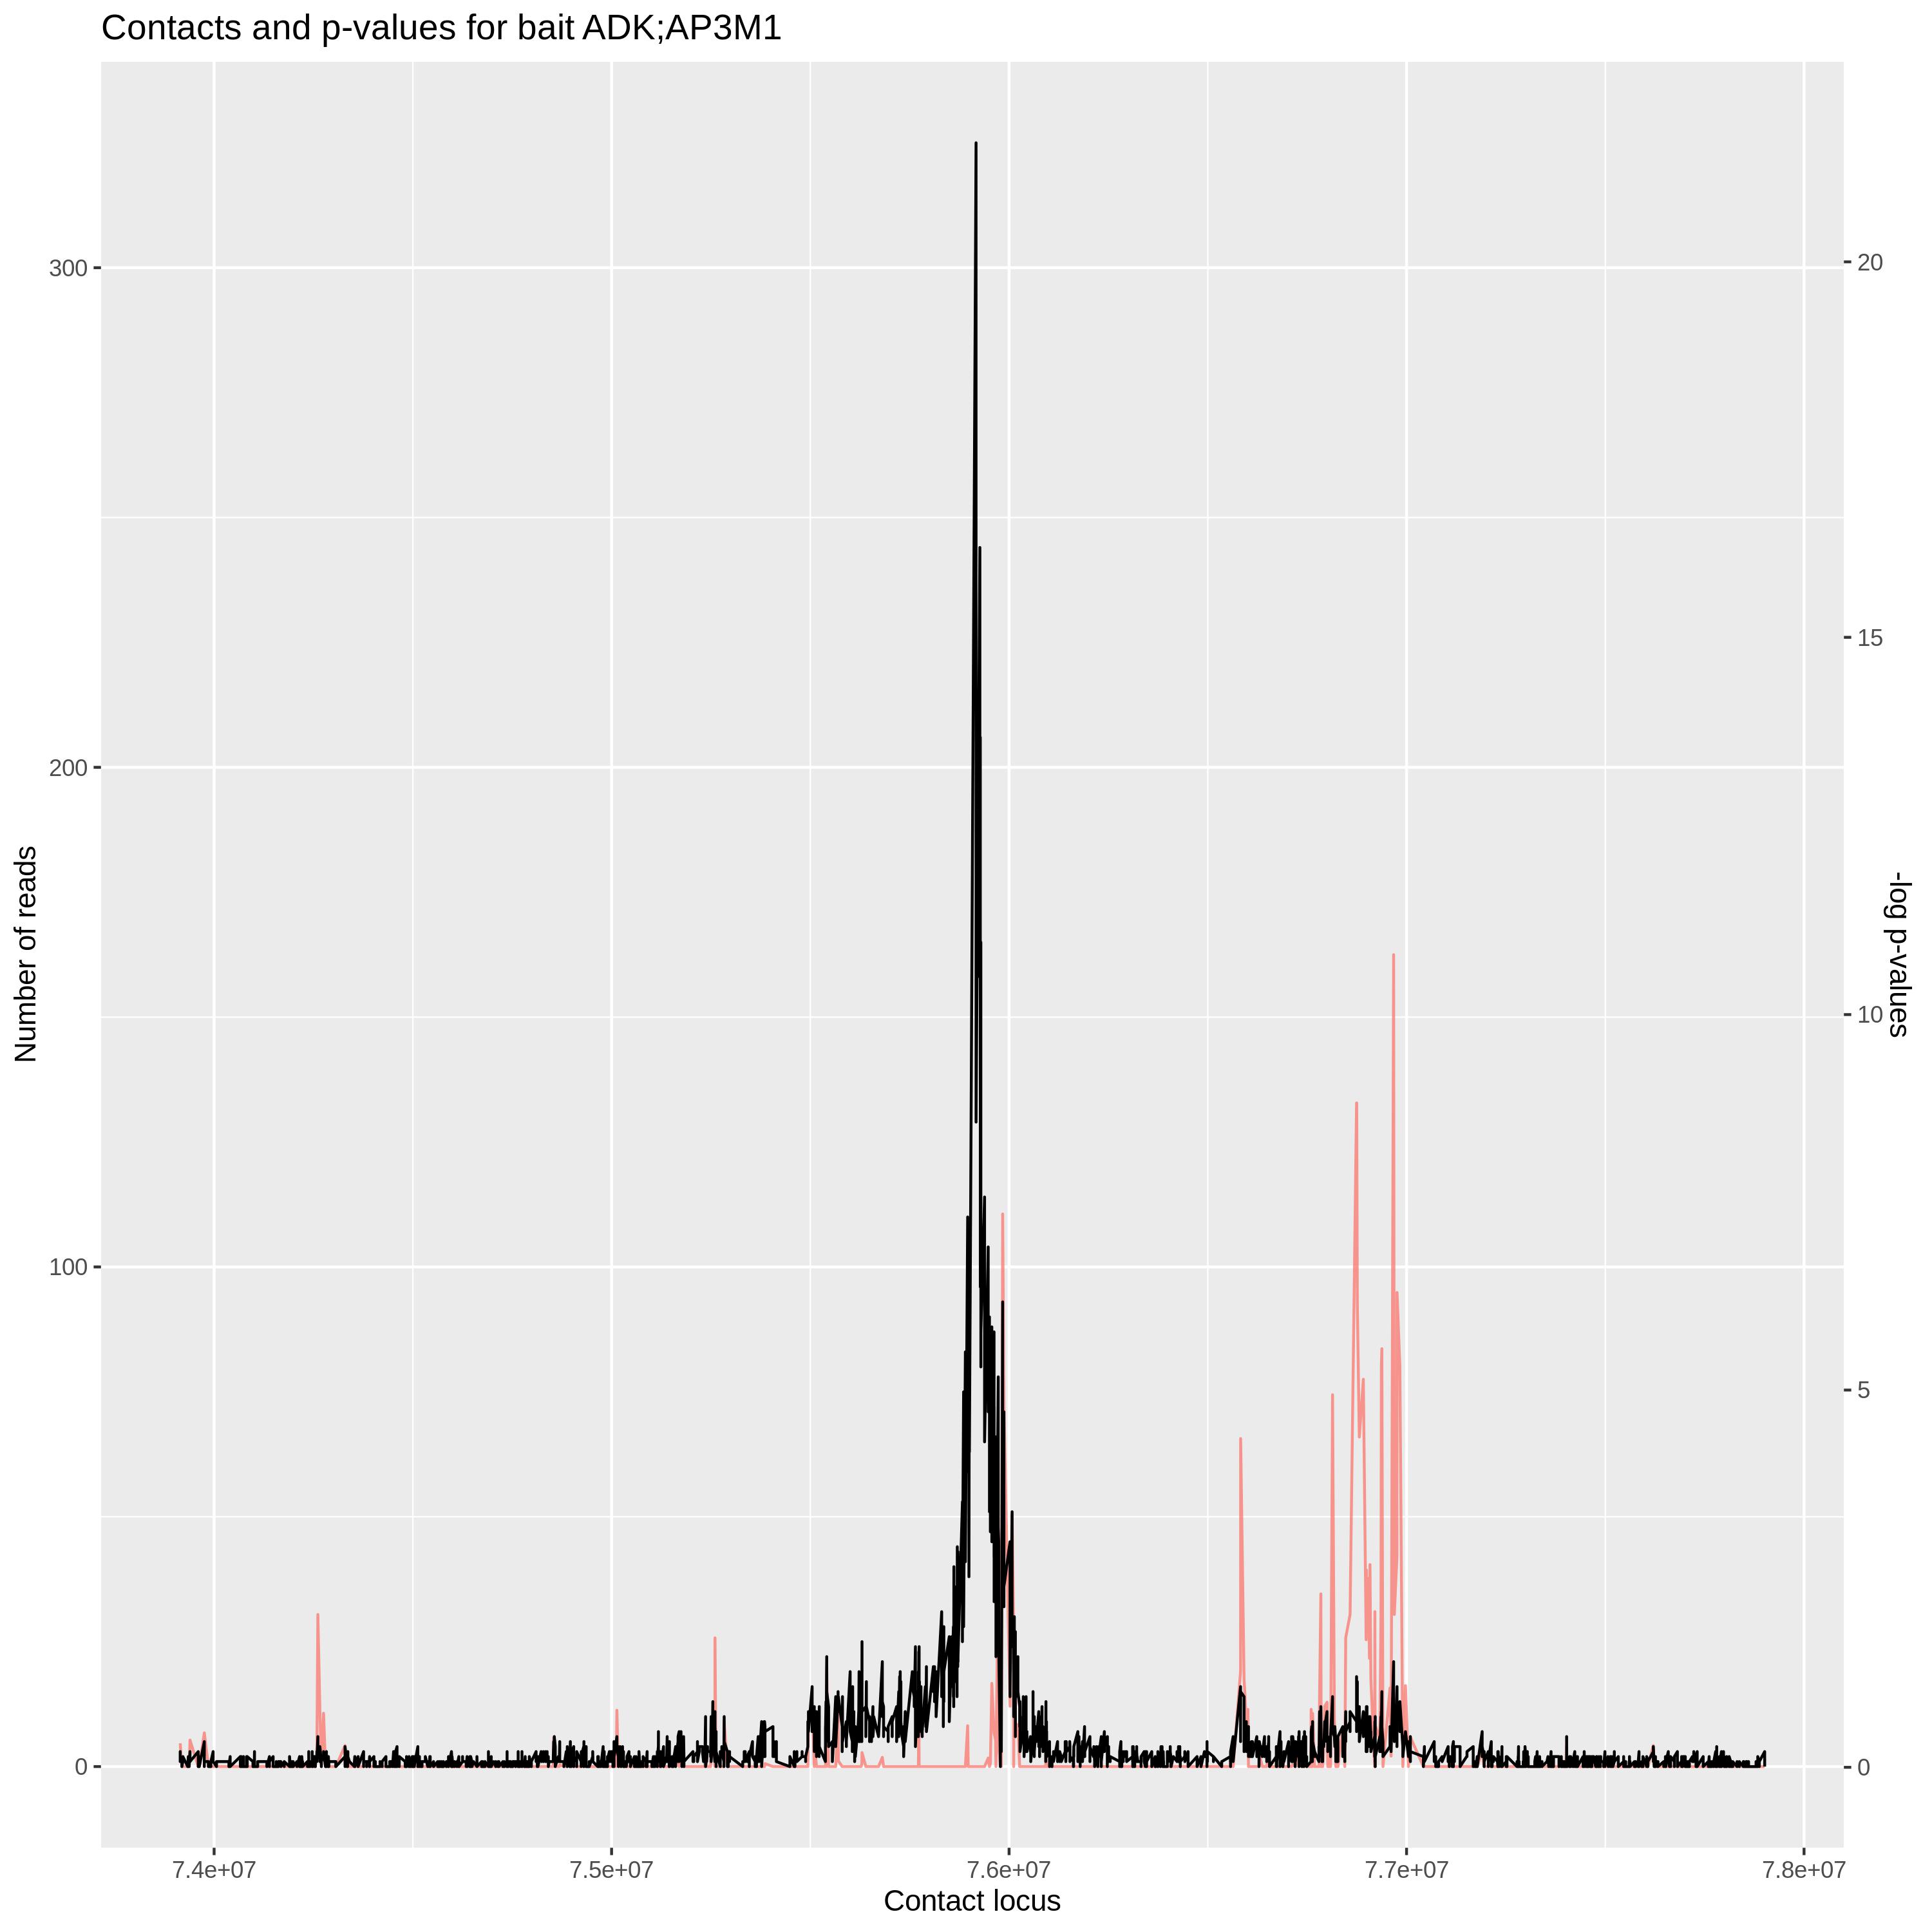 Contacts and p-values for bait ADK;AP3M1
300
200
100
0
Number of reads
20
15
10
5
0
-log p-values
7.4e+07
7.5e+07
7.6e+07
7.7e+07
7.8e+07
Contact locus